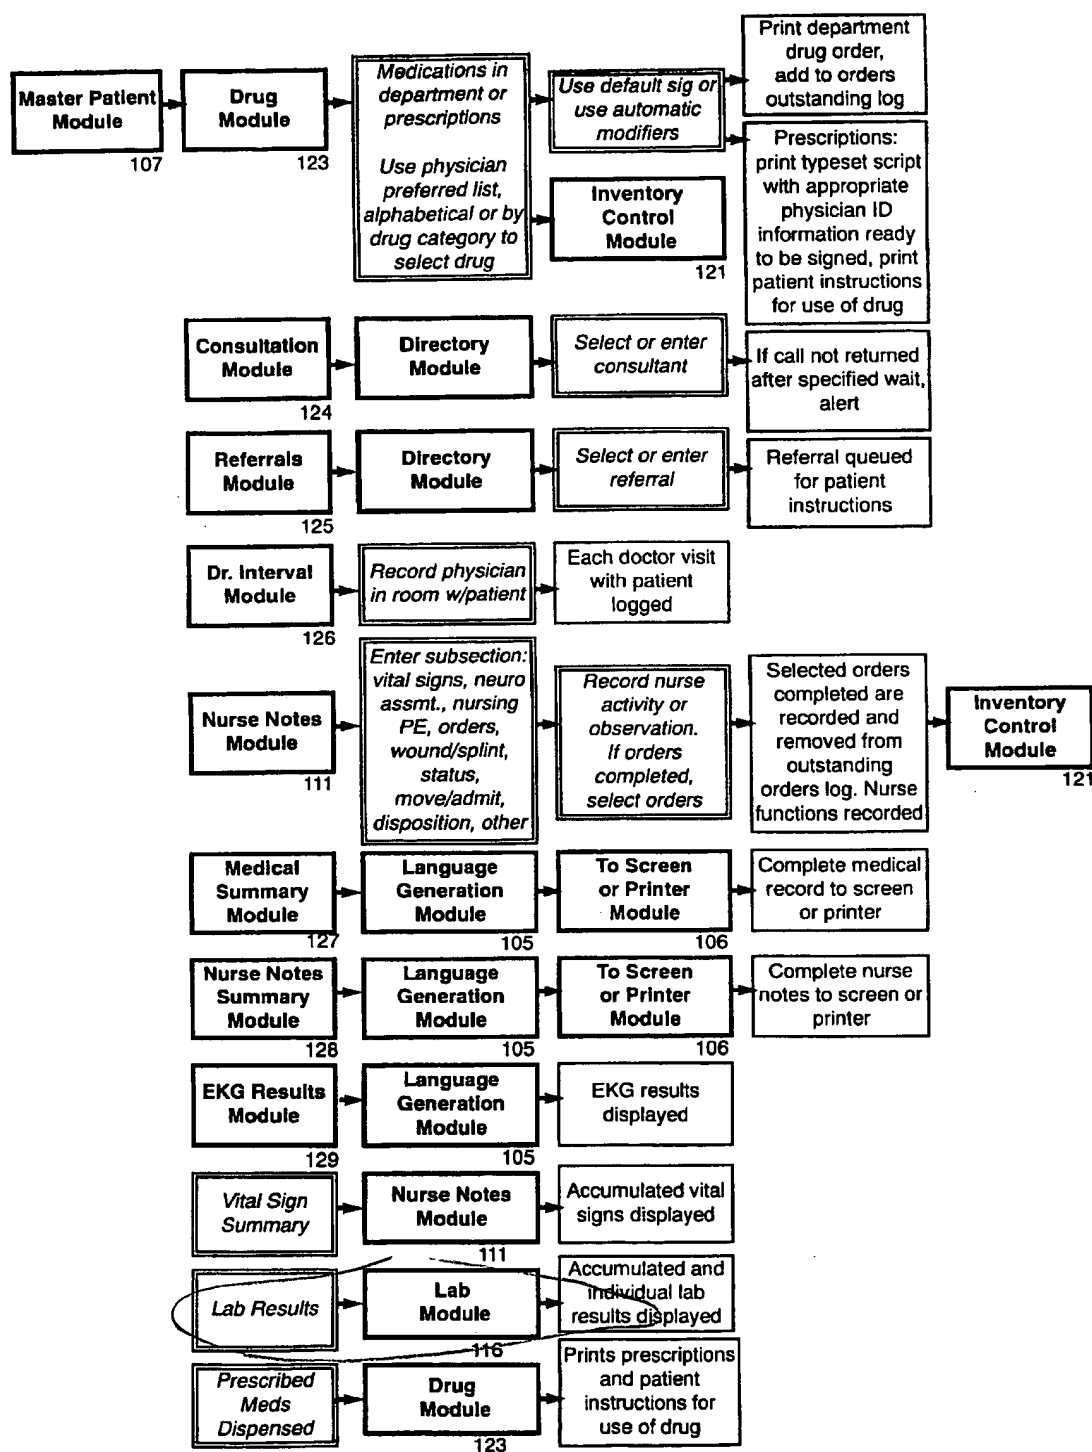 Master Patient
Module
107
Drug
Module
123
Medications in
department or
prescriptions
Use physician
preferred list,
alphabetical or by
drug category to
select drug
Use default sig or
use automatic
modifiers
Inventory
Control
Module
121
Print department
drug order,
add to orders
outstanding log
Prescriptions:
print typeset script
with appropriate
physician ID
information ready
to be signed, print
patient instructions
for use of drug
Consultation
Module
124
Directory
Module
Select or enter
consultant
If call not returned
after specified wait,
alert
Referrals
Module
125
Directory
Module
Select or enter
referral
Referral queued
for patient
instructions
Dr. Interval
Module
126
Record physician
in room w/patient
Each doctor visit
with patient
logged
Nurse Notes
Module
111
Enter subsection:
vital signs, neuro
assmt., nursing
PE, orders,
wound/splint,
status,
move/admit,
disposition, other
Record nurse
activity or
observation.
If orders
completed,
select orders
Selected orders
completed are
recorded and
removed from
outstanding
orders log. Nurse
functions recorded
Inventory
Control
Module
121
Medical
Summary
Module
127
Language
Generation
Module
105
To Screen
or Printer
Module
106
Complete medical
record to screen
or printer
Nurse Notes
Summary
Module
128
Language
Generation
Module
105
To Screen
or Printer
Module
106
Complete nurse
notes to screen or
printer
EKG Results
Module
129
Language
Generation
Module
105
EKG results
displayed
Vital Sign
Summary
Nurse Notes
Module
111
Accumulated vital
signs displayed
Lab Results
Lab
Module
116
Accumulated and
individual lab
results displayed
Prescribed
Meds
Dispensed
Drug
Module
123
Prints prescriptions
and patient
instructions for
use of drug